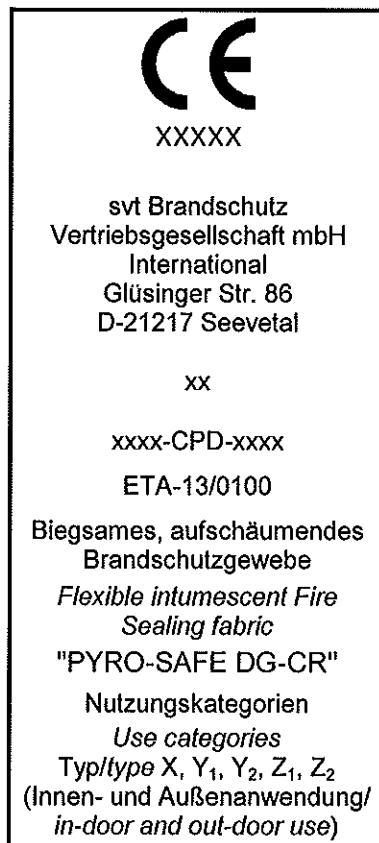 CE
XXXXX
svt Brandschutz
Vertriebsgesellschaft mbH
International
Glüsinger Str. 86
D-21217 Seevetal
xx
xxxx-CPD-xxxx
ETA-13/0100
Biegsames, aufschäumendes
Brandschutzgewebe
Flexible intumescent Fire
Sealing fabric
"PYRO-SAFE DG-CR"
Nutzungskategorien
Use categories
Typ/type X, Y₁, Y₂, Z₁, Z₂
(Innen- und Außenanwendung/
in-door and out-door use)